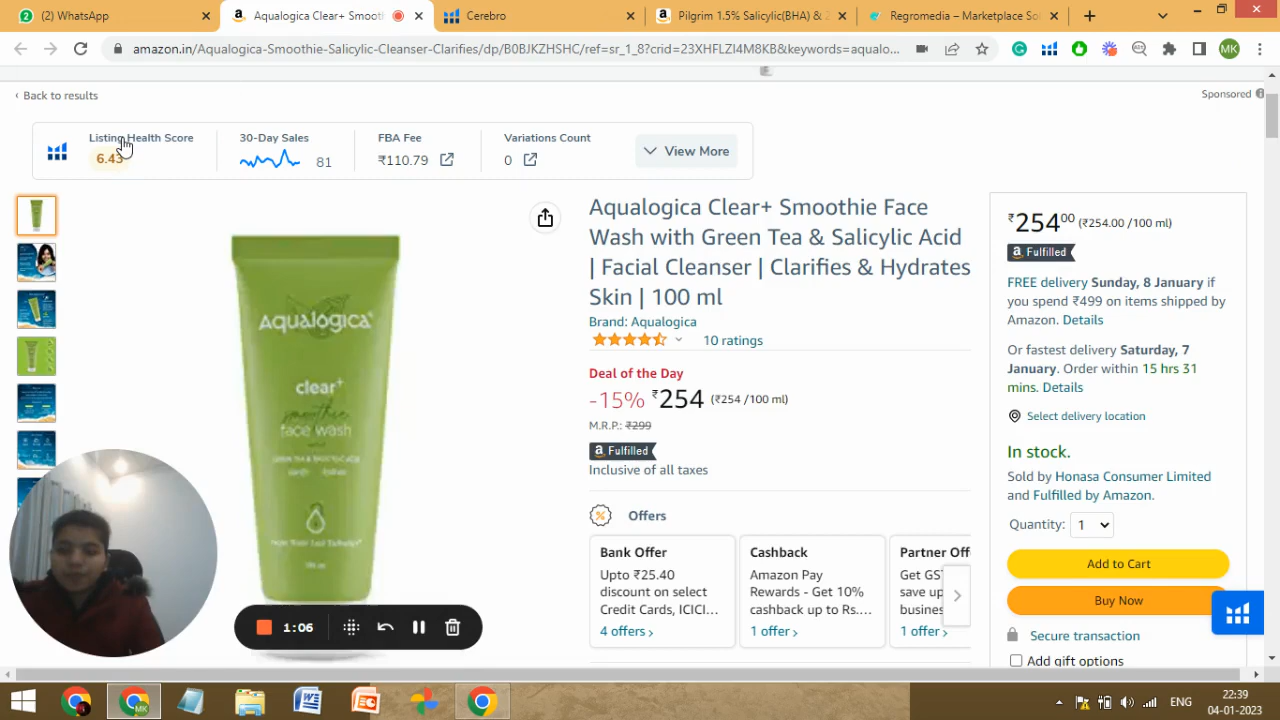 (2) WhatsApp
Aqualogica Clear+ Smooth
Cerebro
Pilgrim 1.5% Salicylic(BHA) &
Regromedia – Marketplace So
amazon.in/Aqualogica-Smoothie-Salicylic-Cleanser-Clarifies/dp/B0BJKZHSHC/ref=sr_1_8?crid=23XHFLZI4M8KB&keywords=aqualo...
MK
‹ Back to results
Sponsored
Listing Health Score
6.43
30-Day Sales
81
FBA Fee
₹110.79
Variations Count
0
View More
Aqualogica Clear+ Smoothie Face
Wash with Green Tea & Salicylic Acid
| Facial Cleanser | Clarifies & Hydrates
Skin | 100 ml
Brand: Aqualogica
10 ratings
Deal of the Day
-15% ₹254 (₹254 /100 ml)
M.R.P.: ₹299
a Fulfilled
Inclusive of all taxes
Offers
Bank Offer
Upto ₹25.40
discount on select
Credit Cards, ICICI...
4 offers ›
Cashback
Amazon Pay
Rewards - Get 10%
cashback up to Rs....
1 offer ›
Partner Off
Get GS
save up
busines
1 offer ›
₹254⁰⁰ (₹254.00 /100 ml)
a Fulfilled
FREE delivery Sunday, 8 January if
you spend ₹499 on items shipped by
Amazon. Details
Or fastest delivery Saturday, 7
January. Order within 15 hrs 31
mins. Details
Select delivery location
In stock.
Sold by Honasa Consumer Limited
and Fulfilled by Amazon.
Quantity: 1
Add to Cart
Buy Now
Secure transaction
Add gift options
Aqualogica
clear+
smoothie
face wash
GREEN TEA & SALICYLIC ACID
1:06
MK
ENG
22:39
04-01-2023